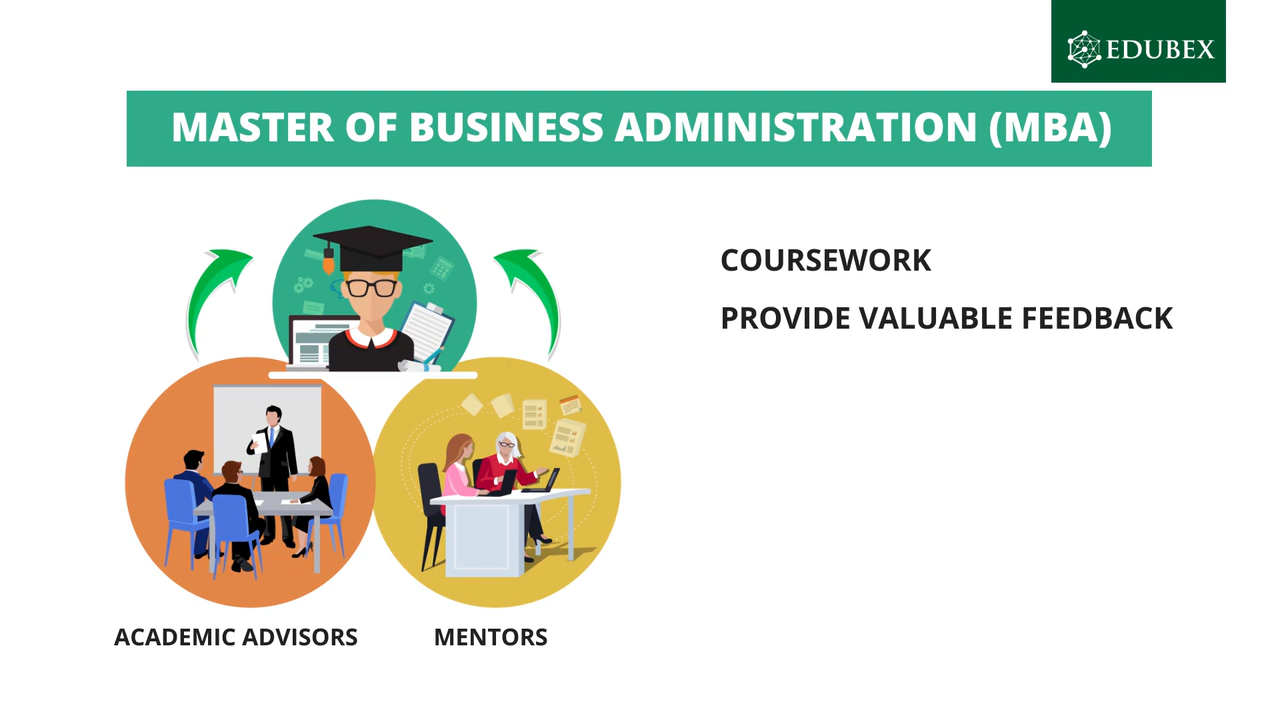 EDUBEX
MASTER OF BUSINESS ADMINISTRATION (MBA)
COURSEWORK
PROVIDE VALUABLE FEEDBACK
ACADEMIC ADVISORS
MENTORS